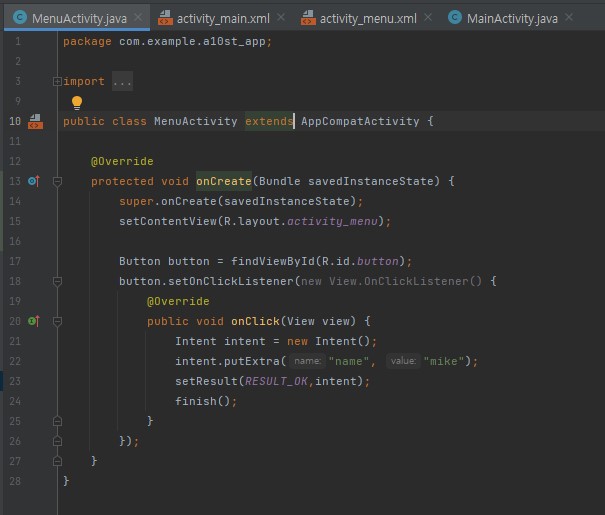 MenuActivity.java activity_main.xml activity_menu.xml MainActivity.java
1 package com.example.a10st_app;
2
3 import ...
9
10 public class MenuActivity extends AppCompatActivity {
11
12 @Override
13 protected void onCreate(Bundle savedInstanceState) {
14 super.onCreate(savedInstanceState);
15 setContentView(R.layout.activity_menu);
16
17 Button button = findViewById(R.id.button);
18 button.setOnClickListener(new View.OnClickListener() {
19 @Override
20 public void onClick(View view) {
21 Intent intent = new Intent();
22 intent.putExtra( name: "name", value: "mike");
23 setResult(RESULT_OK,intent);
24 finish();
25 }
26 });
27 }
28 }